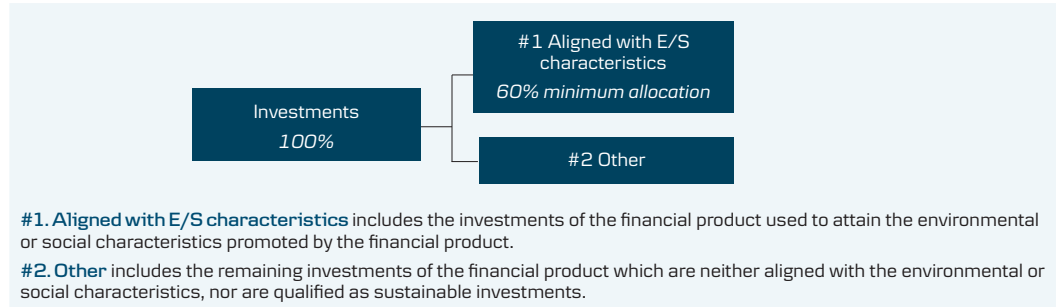 #1 Aligned with E/S
characteristics
60% minimum allocation
Investments
100%
#2 Other
#1. Aligned with E/S characteristics includes the investments of the financial product used to attain the environmental
or social characteristics promoted by the financial product.
#2. Other includes the remaining investments of the financial product which are neither aligned with the environmental or
social characteristics, nor are qualified as sustainable investments.